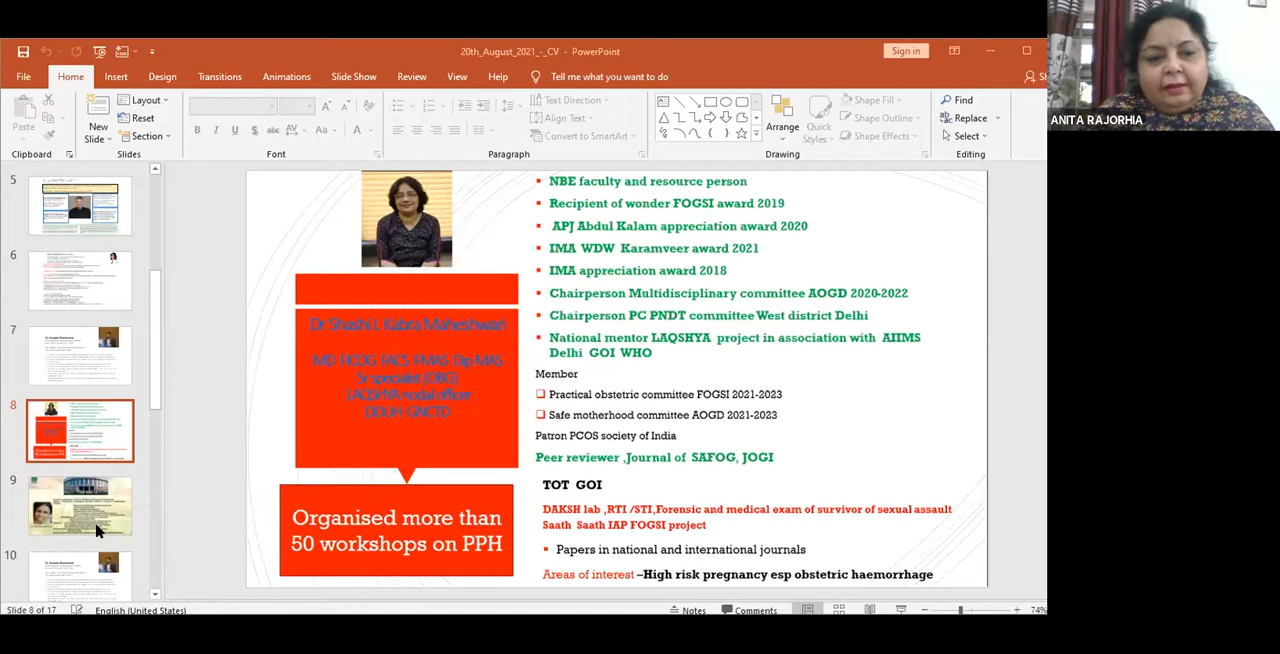 20th_August_2021_-_CV - PowerPoint
Sign in
File Home Insert Design Transitions Animations Slide Show Review View Help Tell me what you want to do Sh
Paste
New Slide
Layout
Reset
Section
B I U S abc AV Aa A
Text Direction
Align Text
Convert to SmartArt
Arrange
Quick Styles
Shape Fill
Shape Outline
Shape Effects
Find
Replace
Select
Clipboard Slides Font Paragraph Drawing Editing
ANITA RAJORHIA
5
6
7
8
9
10
Dr Shashi L Kabra Maheshwari
MD FICOG FACS FMAS Dip MAS
Sr specialist (OBG)
LAQSHYA nodal officer
DDUH GNCTD
Organised more than
50 workshops on PPH
NBE faculty and resource person
Recipient of wonder FOGSI award 2019
APJ Abdul Kalam appreciation award 2020
IMA WDW Karamveer award 2021
IMA appreciation award 2018
Chairperson Multidisciplinary committee AOGD 2020-2022
Chairperson PC PNDT committee West district Delhi
National mentor LAQSHYA project in association with AIIMS
Delhi GOI WHO
Member
Practical obstetric committee FOGSI 2021-2023
Safe motherhood committee AOGD 2021-2023
Patron PCOS society of India
Peer reviewer ,Journal of SAFOG, JOGI
TOT GOI
DAKSH lab ,RTI /STI,Forensic and medical exam of survivor of sexual assault
Saath Saath IAP FOGSI project
Papers in national and international journals
Areas of interest –High risk pregnancy esp obstetric haemorrhage
Slide 8 of 17 English (United States) Notes Comments 74%